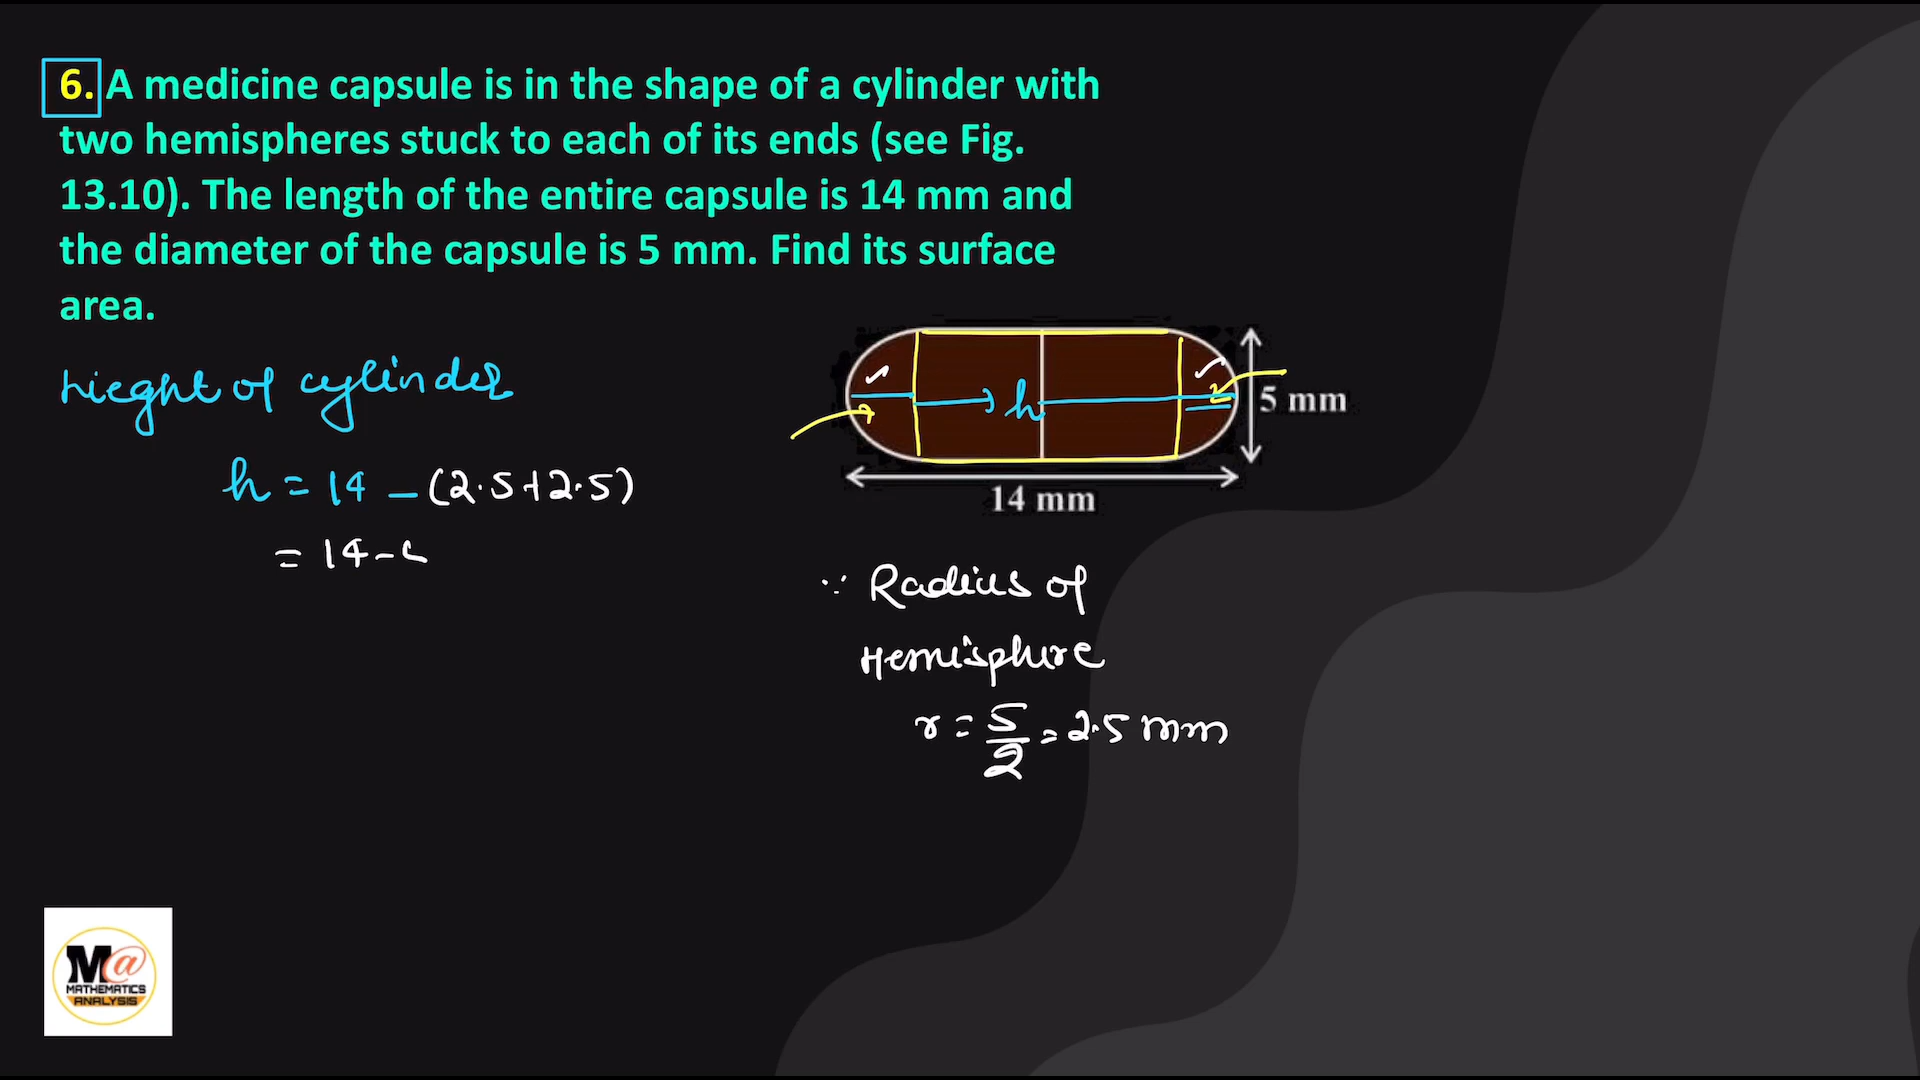 6. A medicine capsule is in the shape of a cylinder with
two hemispheres stuck to each of its ends (see Fig.
13.10). The length of the entire capsule is 14 mm and
the diameter of the capsule is 5 mm. Find its surface
area.
Hieght of cylinder
h = 14 - (2.5+2.5)
= 14 -
h
5 mm
14 mm
∵ Radius of
Hemisphere
r = 5/2 = 2.5 mm
M@
MATHEMATICS
ANALYSIS